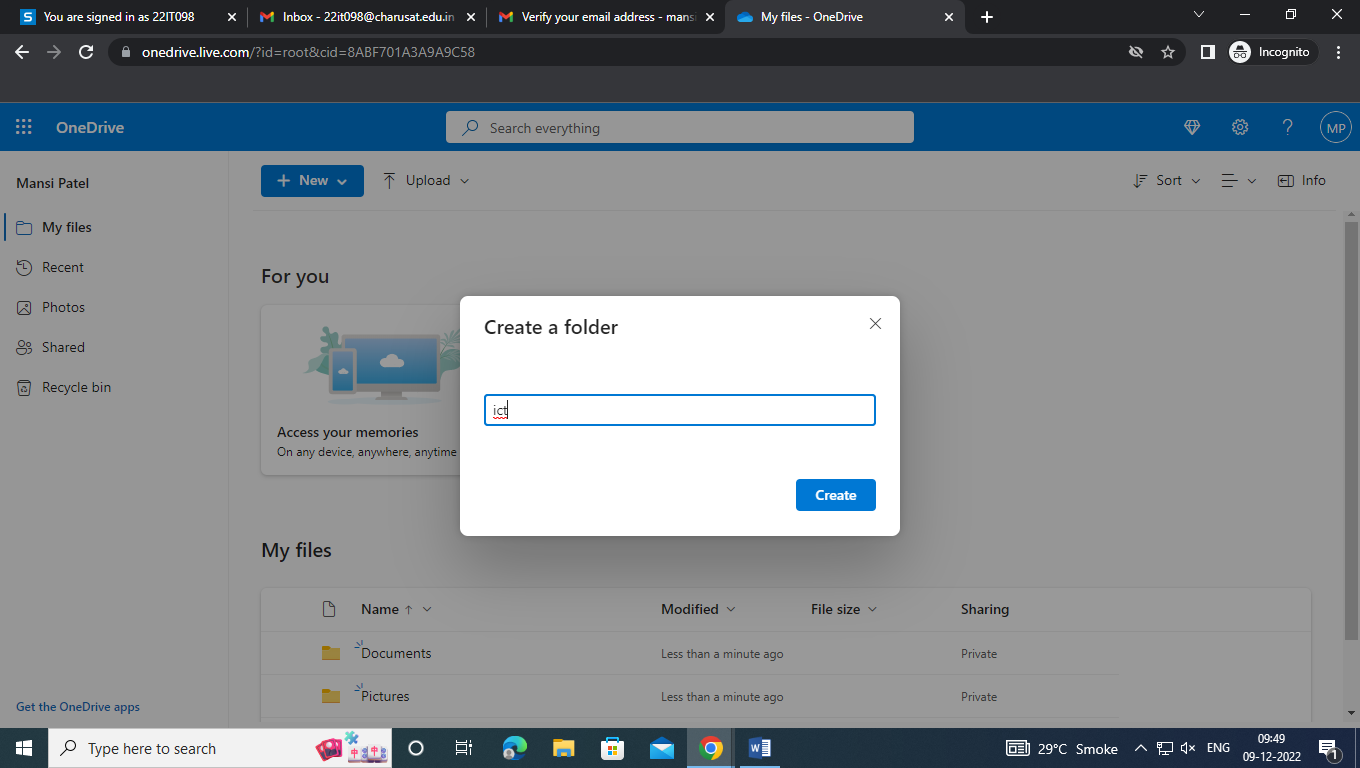 You are signed in as 22IT098
Inbox - 22it098@charusat.edu.in
Verify your email address - mansi
My files - OneDrive
onedrive.live.com/?id=root&cid=8ABF701A3A9A9C58
Incognito
OneDrive
Search everything
MP
Mansi Patel
New
Upload
Sort
Info
My files
Recent
Photos
Shared
Recycle bin
For you
Access your memories
On any device, anywhere, anytime
Create a folder
ict
Create
My files
Name
Modified
File size
Sharing
Documents
Less than a minute ago
Private
Pictures
Less than a minute ago
Private
Get the OneDrive apps
Type here to search
29°C Smoke
ENG
09:49
09-12-2022
1